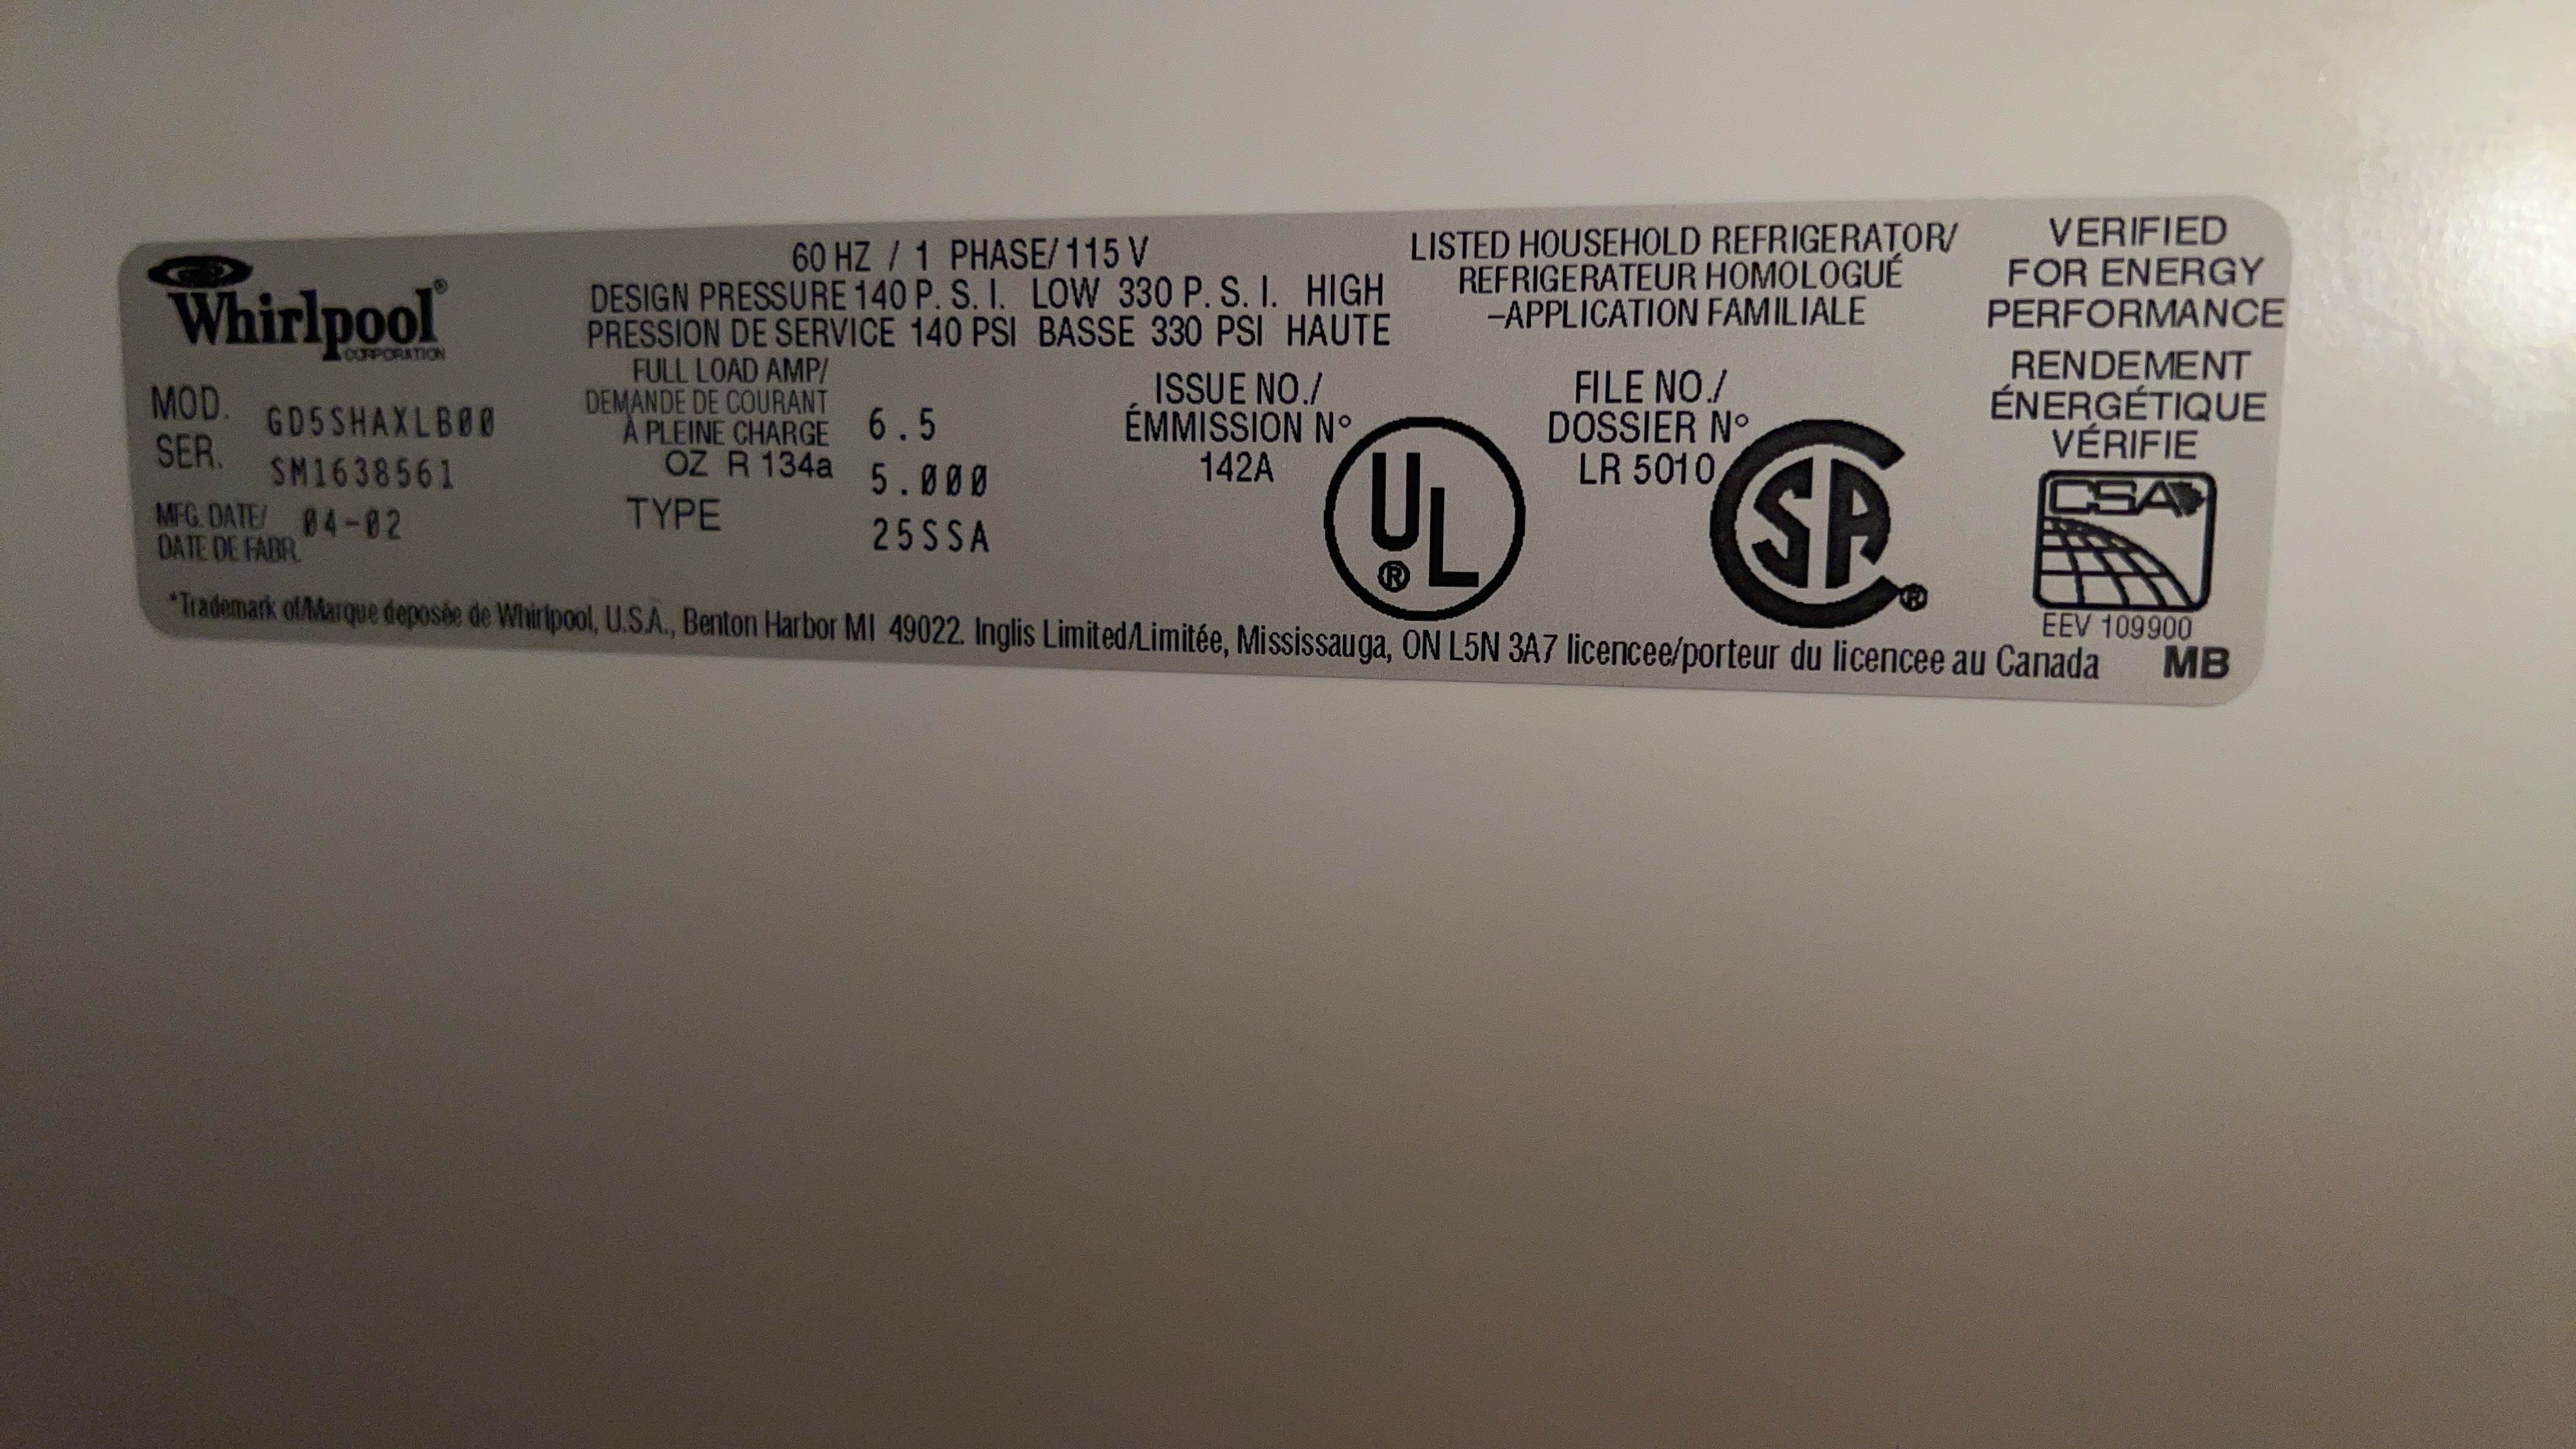 Whirlpool®
CORPORATION
MOD. GD5SHAXLB00
SER. SM1638561
MFG. DATE/ 04-02
DATE DE FABR.
60 HZ / 1 PHASE/ 115 V
DESIGN PRESSURE 140 P. S. I. LOW 330 P. S. I. HIGH
PRESSION DE SERVICE 140 PSI BASSE 330 PSI HAUTE
FULL LOAD AMP/
DEMANDE DE COURANT
À PLEINE CHARGE 6.5
OZ R 134a 5.000
TYPE 25SSA
LISTED HOUSEHOLD REFRIGERATOR/
REFRIGERATEUR HOMOLOGUÉ
-APPLICATION FAMILIALE
ISSUE NO./
ÉMMISSION Nº
142A
UL®
FILE NO./
DOSSIER Nº
LR 5010
CSA®
VERIFIED
FOR ENERGY
PERFORMANCE
RENDEMENT
ÉNERGÉTIQUE
VÉRIFIE
CSA
EEV 109900
*Trademark of/Marque deposée de Whirlpool, U.S.A., Benton Harbor MI 49022. Inglis Limited/Limitée, Mississauga, ON L5N 3A7 licencee/porteur du licencee au Canada MB